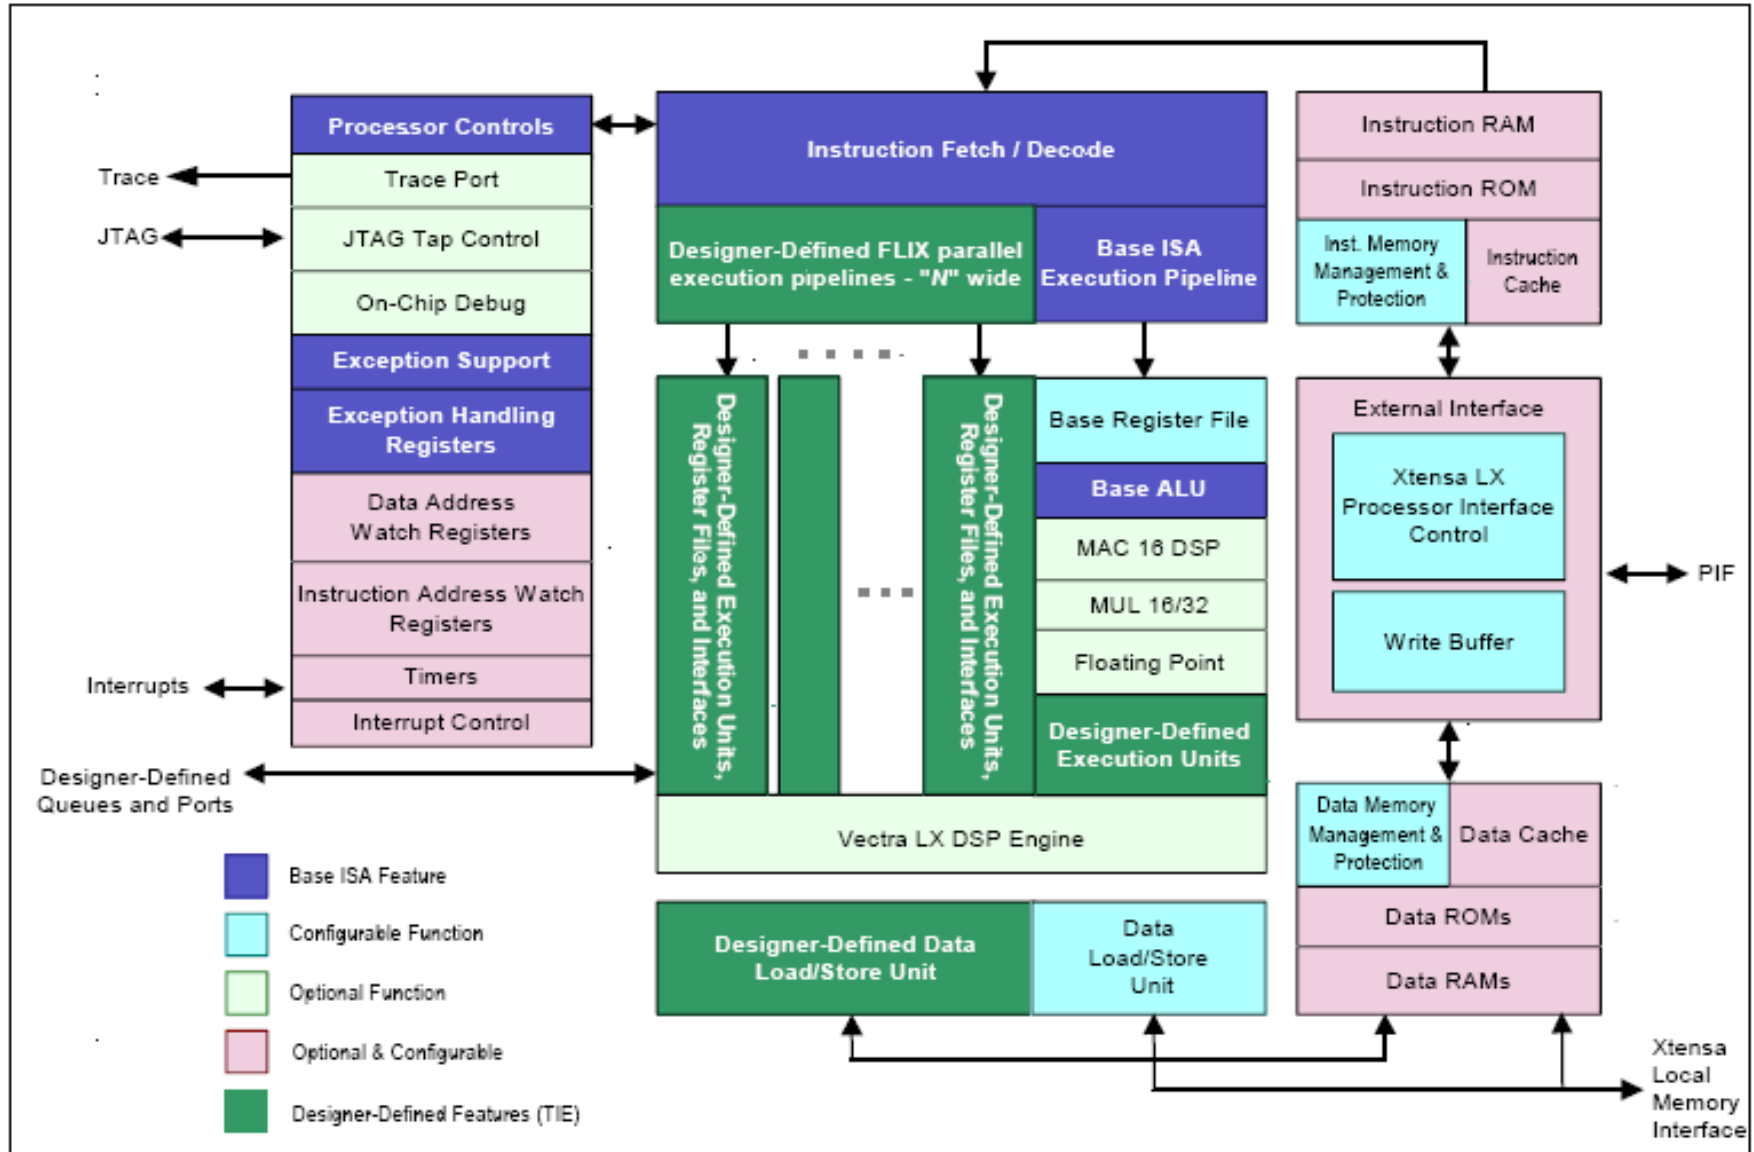 Processor Controls
Trace Port
JTAG Tap Control
On-Chip Debug
Exception Support
Exception Handling
Registers
Data Address
Watch Registers
Instruction Address Watch
Registers
Timers
Interrupt Control
Trace
JTAG
Interrupts
Designer-Defined
Queues and Ports
Instruction Fetch / Decode
Designer-Defined FLIX parallel
execution pipelines - "N" wide
Base ISA
Execution Pipeline
Designer-Defined Execution Units,
Register Files, and Interfaces
Designer-Defined Execution Units,
Register Files, and Interfaces
Base Register File
Base ALU
MAC 16 DSP
MUL 16/32
Floating Point
Designer-Defined
Execution Units
Vectra LX DSP Engine
Designer-Defined Data
Load/Store Unit
Data
Load/Store
Unit
Instruction RAM
Instruction ROM
Inst. Memory
Management &
Protection
Instruction
Cache
External Interface
Xtensa LX
Processor Interface
Control
Write Buffer
PIF
Data Memory
Management &
Protection
Data Cache
Data ROMs
Data RAMs
Xtensa
Local
Memory
Interface
Base ISA Feature
Configurable Function
Optional Function
Optional & Configurable
Designer-Defined Features (TIE)